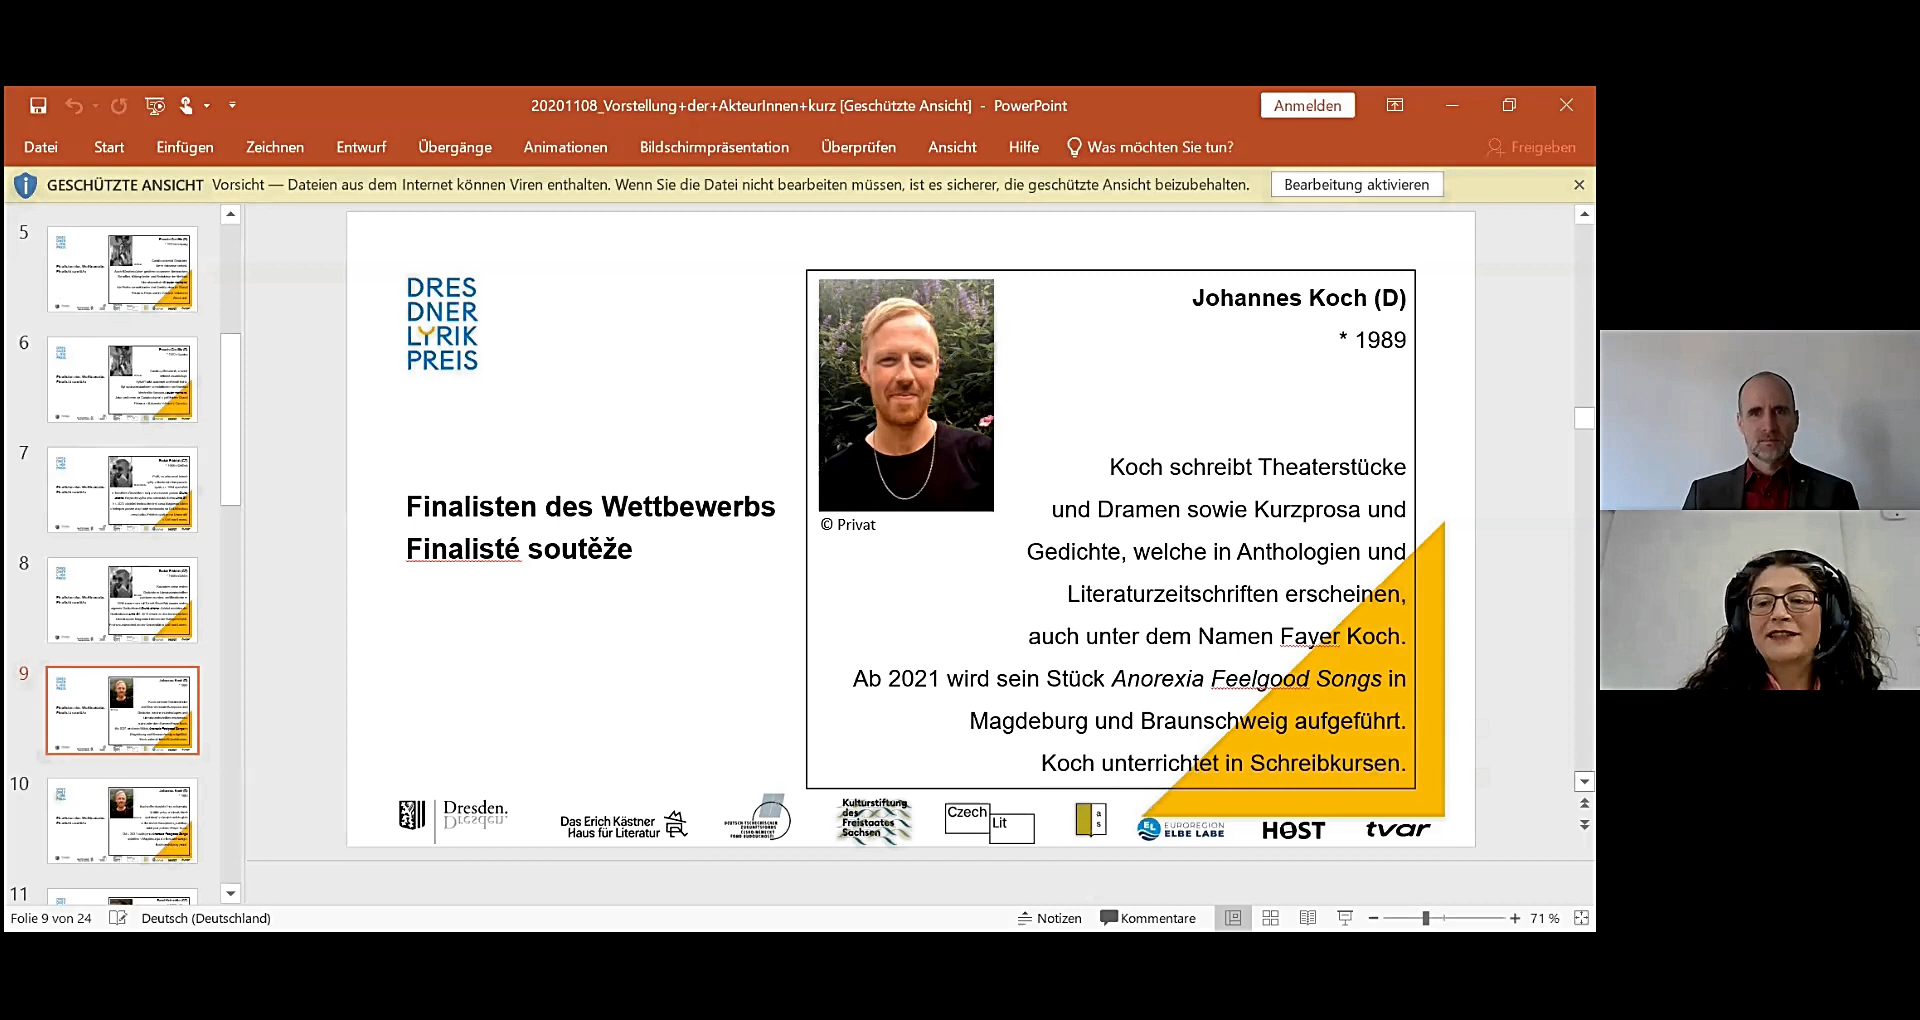 20201108_Vorstellung+der+AkteurInnen+kurz [Geschützte Ansicht] - PowerPoint
Anmelden
Datei Start Einfügen Zeichnen Entwurf Übergänge Animationen Bildschirmpräsentation Überprüfen Ansicht Hilfe Was möchten Sie tun? Freigeben
GESCHÜTZTE ANSICHT Vorsicht — Dateien aus dem Internet können Viren enthalten. Wenn Sie die Datei nicht bearbeiten müssen, ist es sicherer, die geschützte Ansicht beizubehalten. Bearbeitung aktivieren
5
6
7
8
9
10
11
DRES
DNER
LYRIK
PREIS
Finalisten des Wettbewerbs
Finalisté soutěže
© Privat
Johannes Koch (D)
* 1989
Koch schreibt Theaterstücke
und Dramen sowie Kurzprosa und
Gedichte, welche in Anthologien und
Literaturzeitschriften erscheinen,
auch unter dem Namen Fayer Koch.
Ab 2021 wird sein Stück Anorexia Feelgood Songs in
Magdeburg und Braunschweig aufgeführt.
Koch unterrichtet in Schreibkursen.
Dresden.
Dresden.
Das Erich Kästner
Haus für Literatur
Kulturstiftung
des
Freistaates
Sachsen
Czech
Lit
a
s
EL
EUROREGION
ELBE LABE
HOST
tvar
Folie 9 von 24 Deutsch (Deutschland) Notizen Kommentare 71 %